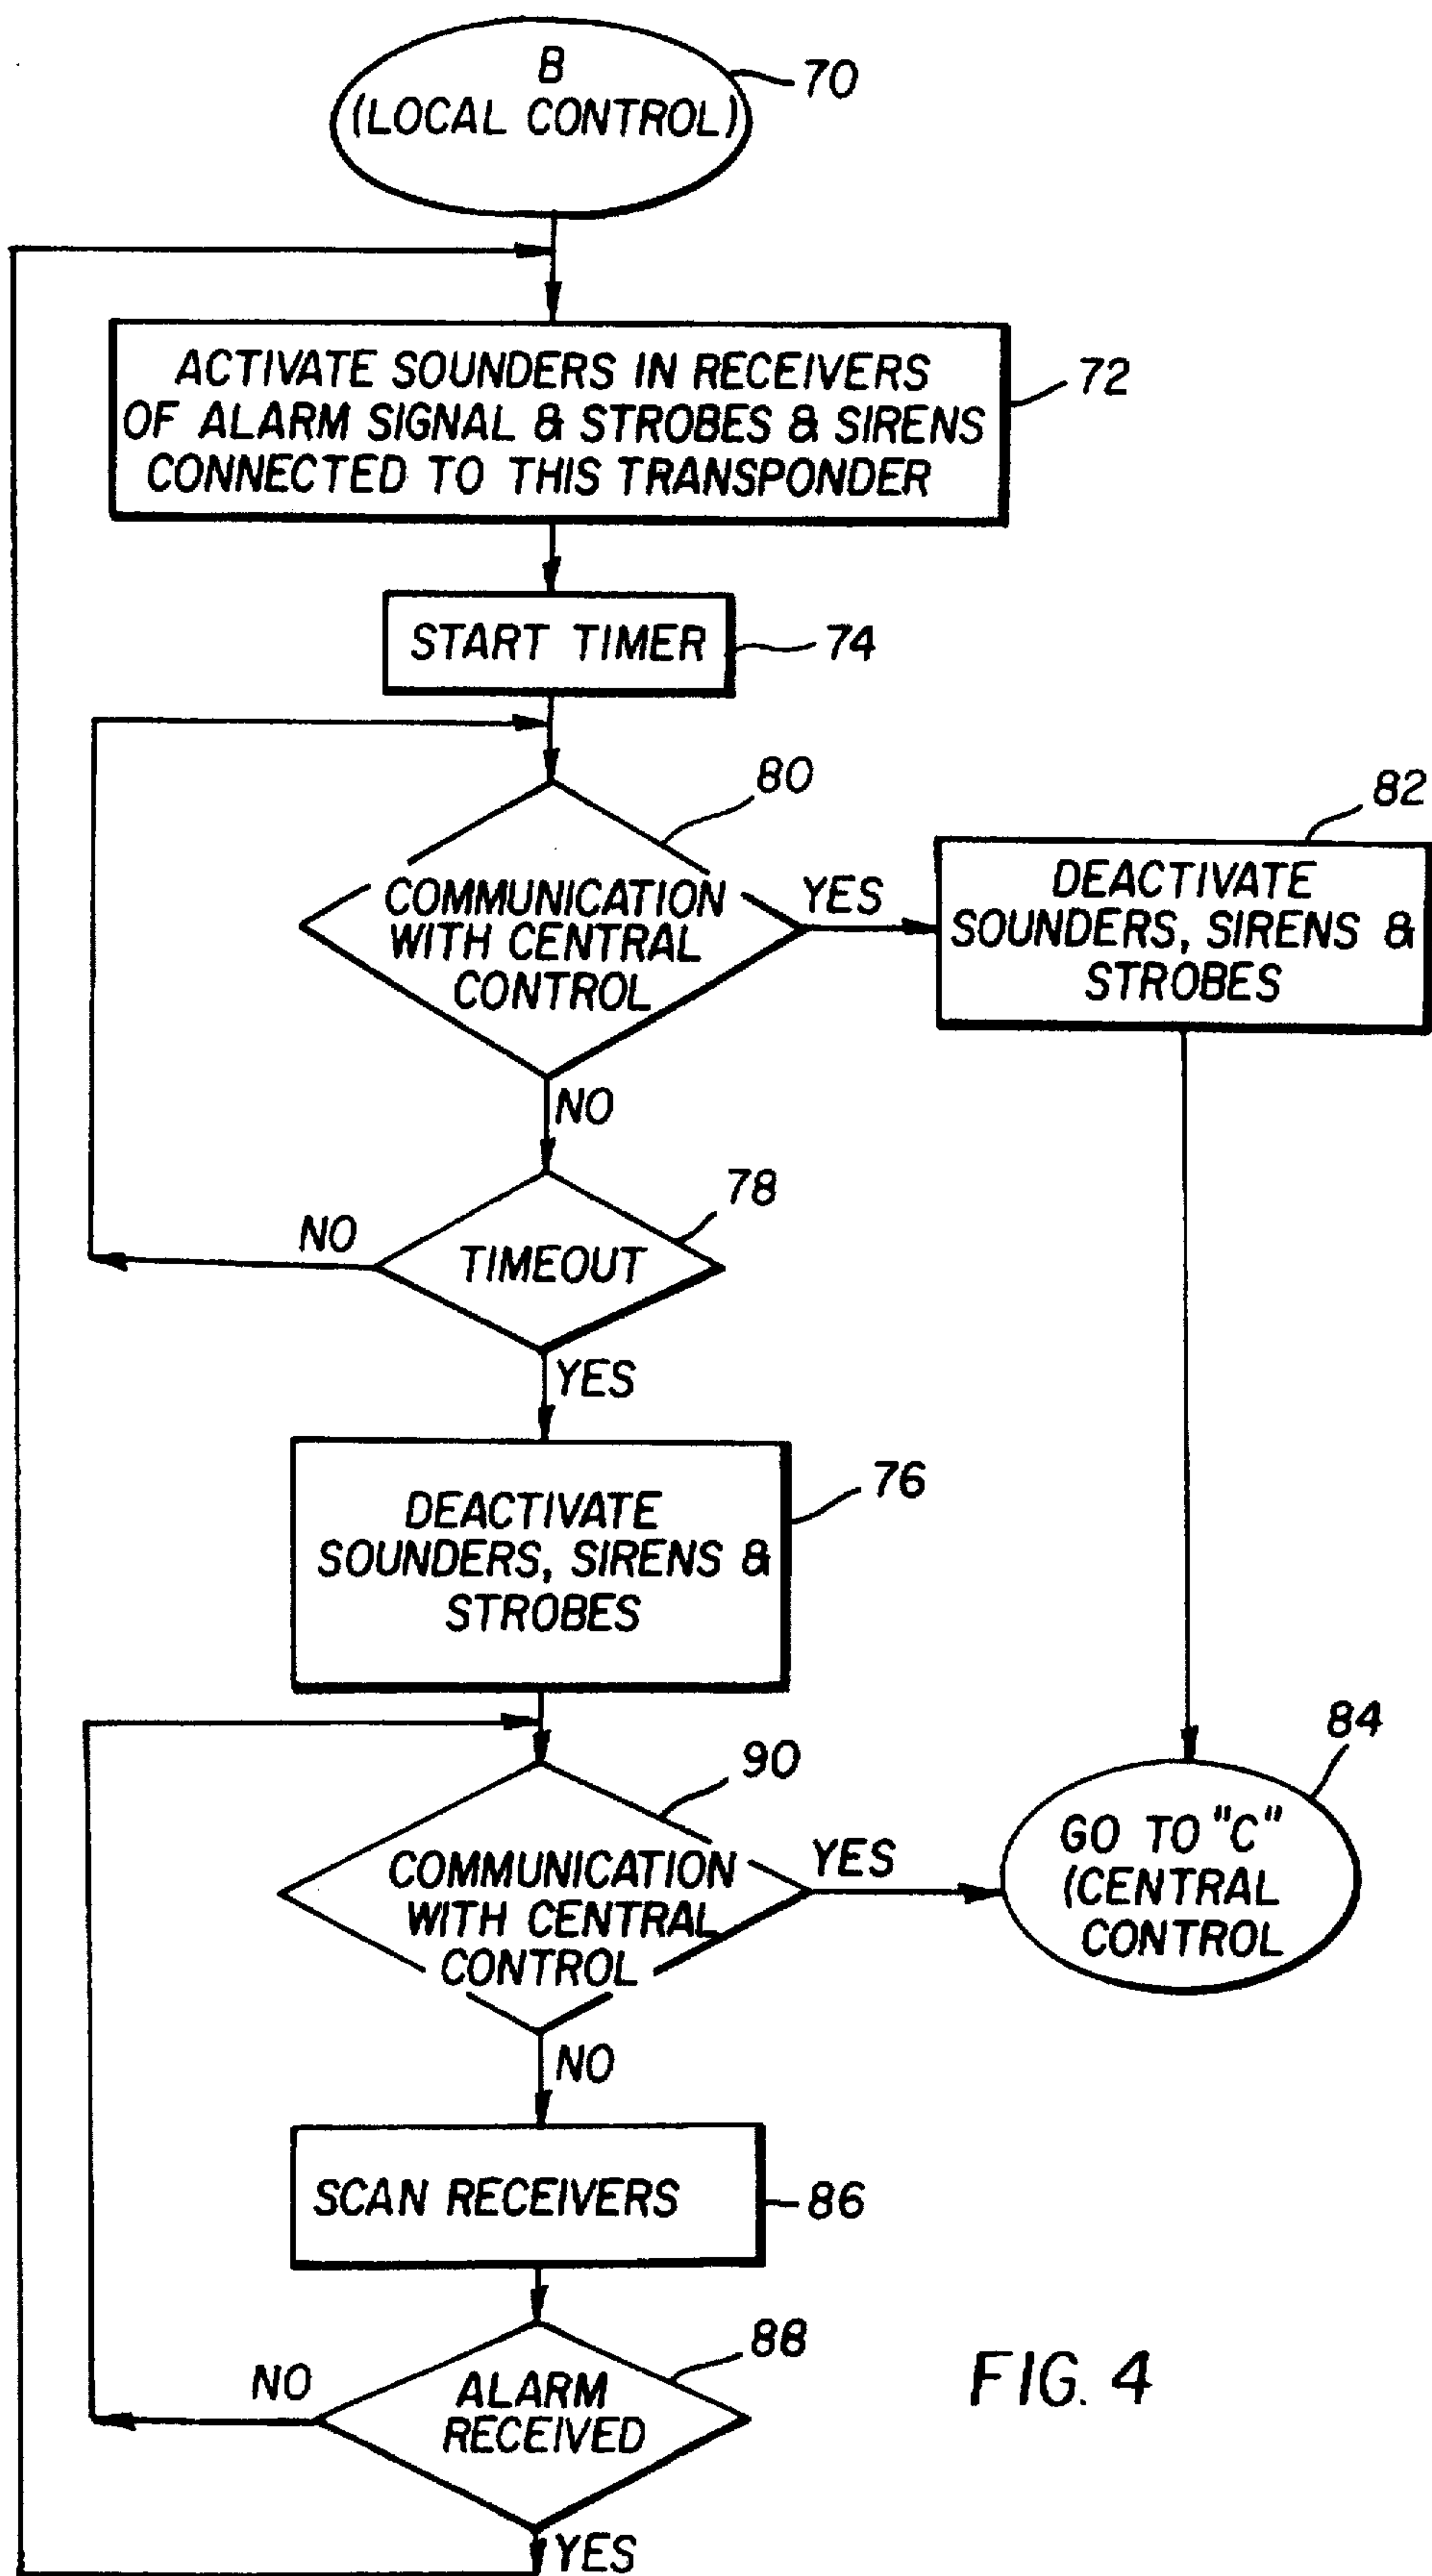 B
(LOCAL CONTROL)
70
ACTIVATE SOUNDERS IN RECEIVERS
OF ALARM SIGNAL & STROBES & SIRENS
CONNECTED TO THIS TRANSPONDER
72
START TIMER
74
80
COMMUNICATION
WITH CENTRAL
CONTROL
YES
82
DEACTIVATE
SOUNDERS, SIRENS &
STROBES
NO
78
TIMEOUT
NO
YES
76
DEACTIVATE
SOUNDERS, SIRENS &
STROBES
90
COMMUNICATION
WITH CENTRAL
CONTROL
YES
84
GO TO "C"
(CENTRAL
CONTROL
NO
SCAN RECEIVERS
86
88
ALARM
RECEIVED
NO
YES
FIG. 4